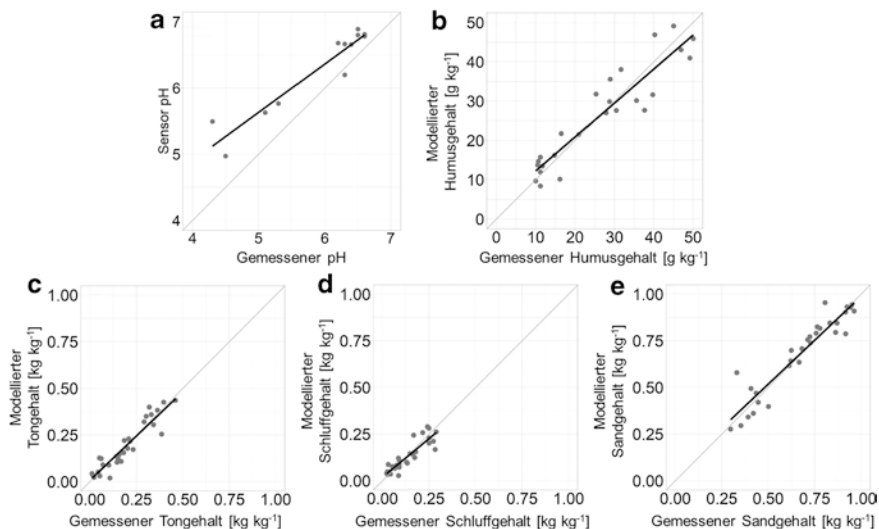 a
7
6
5
4
Sensor pH
4 5 6 7
Gemessener pH
b
50
40
30
20
10
0
Modellierter
Humusgehalt [g kg⁻¹]
0 10 20 30 40 50
Gemessener Humusgehalt [g kg⁻¹]
c
1.00
0.75
0.50
0.25
0.00
Modellierter
Tongehalt [kg kg⁻¹]
0.00 0.25 0.50 0.75 1.00
Gemessener Tongehalt [kg kg⁻¹]
d
1.00
0.75
0.50
0.25
0.00
Modellierter
Schluffgehalt [kg kg⁻¹]
0.00 0.25 0.50 0.75 1.00
Gemessener Schluffgehalt [kg kg⁻¹]
e
1.00
0.75
0.50
0.25
0.00
Modellierter
Sandgehalt [kg kg⁻¹]
0.00 0.25 0.50 0.75 1.00
Gemessener Sandgehalt [kg kg⁻¹]